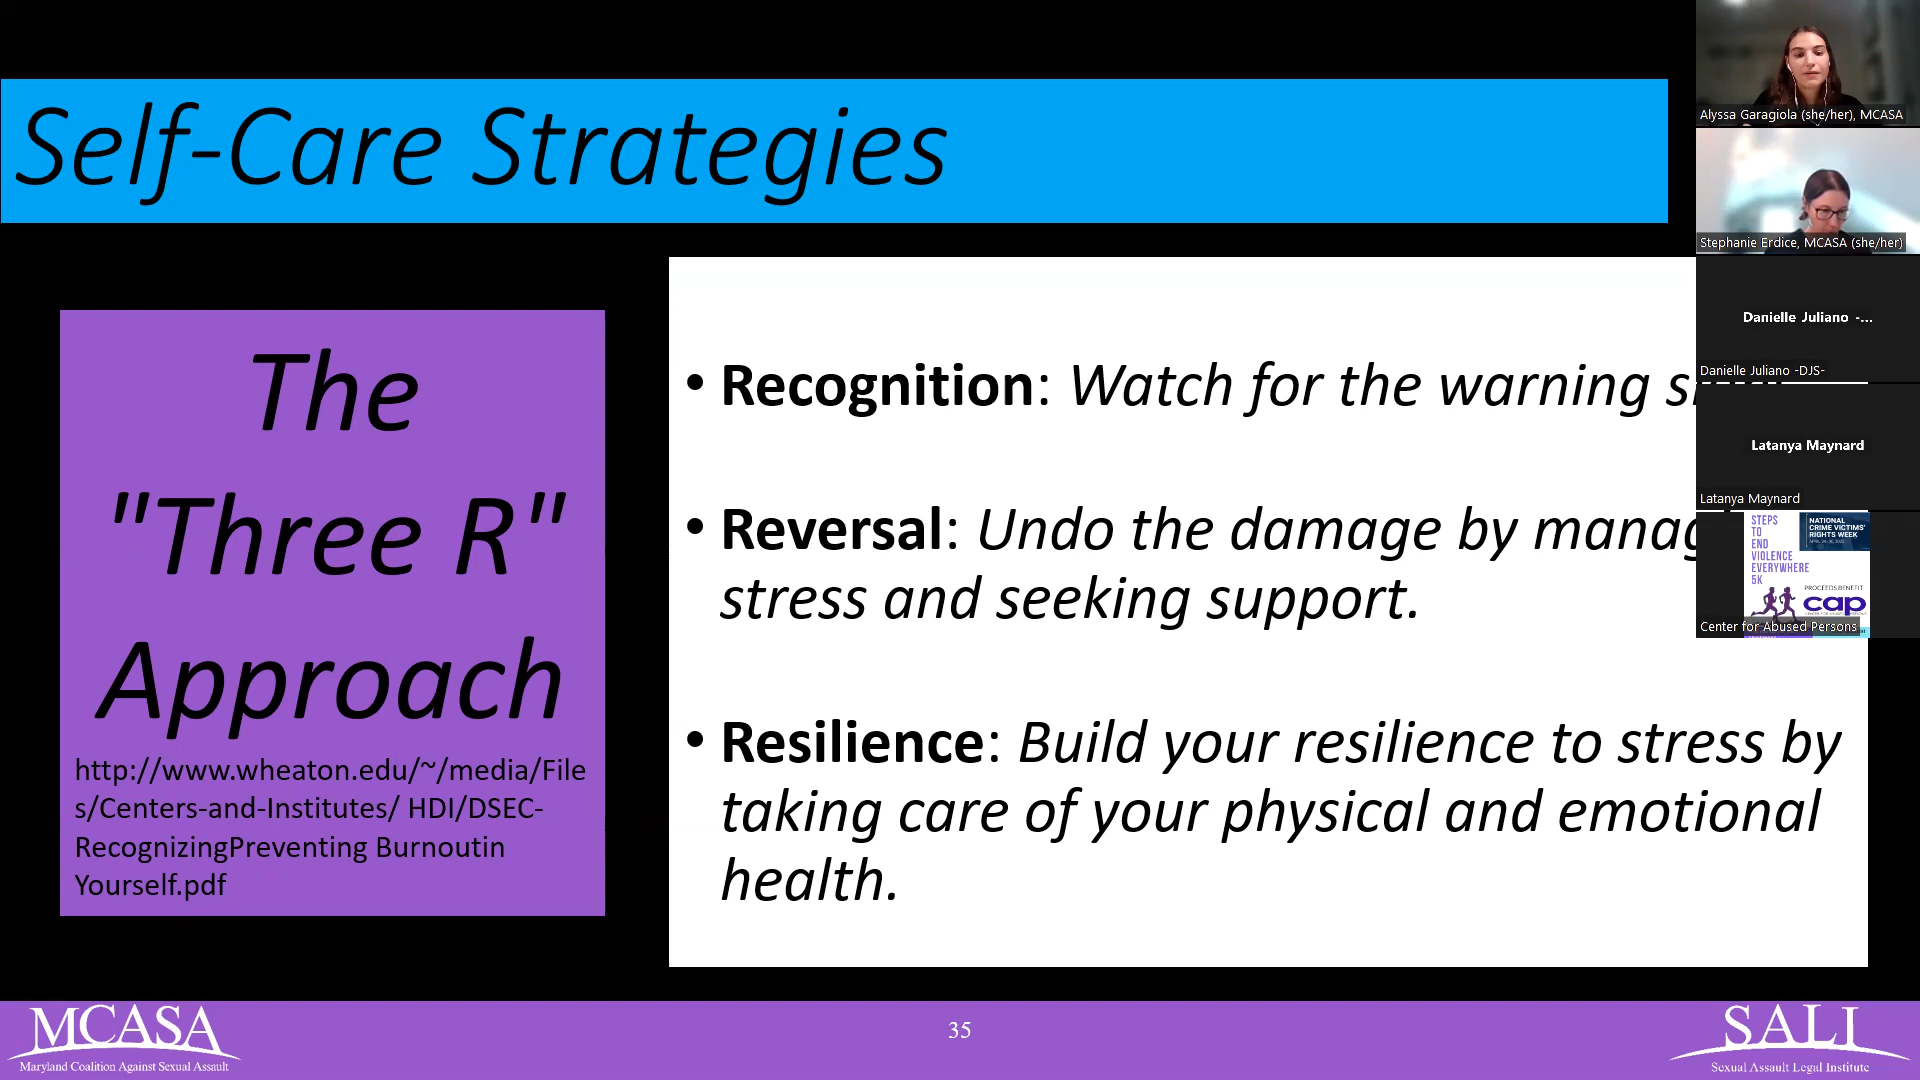 Self-Care Strategies
The
"Three R"
Approach
http://www.wheaton.edu/~/media/File
s/Centers-and-Institutes/ HDI/DSEC-
RecognizingPreventing Burnoutin
Yourself.pdf
• Recognition: Watch for the warning
• Reversal: Undo the damage by
stress and seeking support.
• Resilience: Build your resilience to stress by
taking care of your physical and emotional
health.
Alyssa Garagiola (she/her), MCASA
Stephanie Erdice, MCASA (she/her)
Danielle Juliano -...
Danielle Juliano -DJS-
Latanya Maynard
Latanya Maynard
STEPS
TO
END
VIOLENCE
EVERYWHERE
5K
NATIONAL
CRIME VICTIMS'
RIGHTS WEEK
PROCEEDS BENEFIT
cap
Center for Abused Persons
MCASA
Maryland Coalition Against Sexual Assault
35
SALI
Sexual Assault Legal Institute